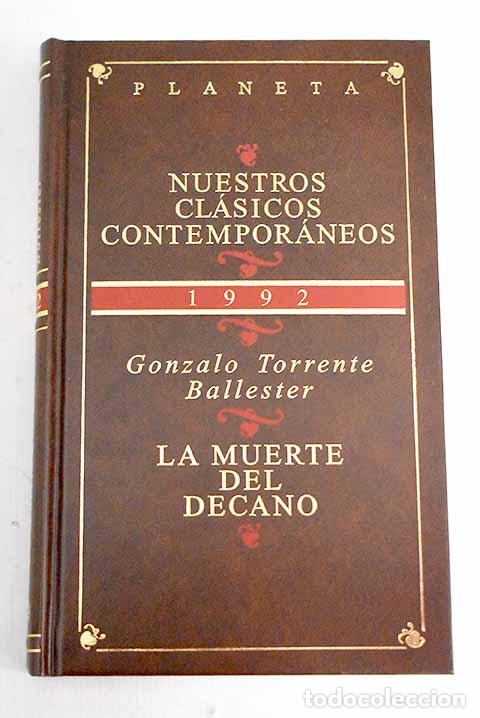 PLANETA
NUESTROS
CLÁSICOS
CONTEMPORÁNEOS
1992
Gonzalo Torrente
Ballester
LA MUERTE
DEL
DECANO
todocoleccion